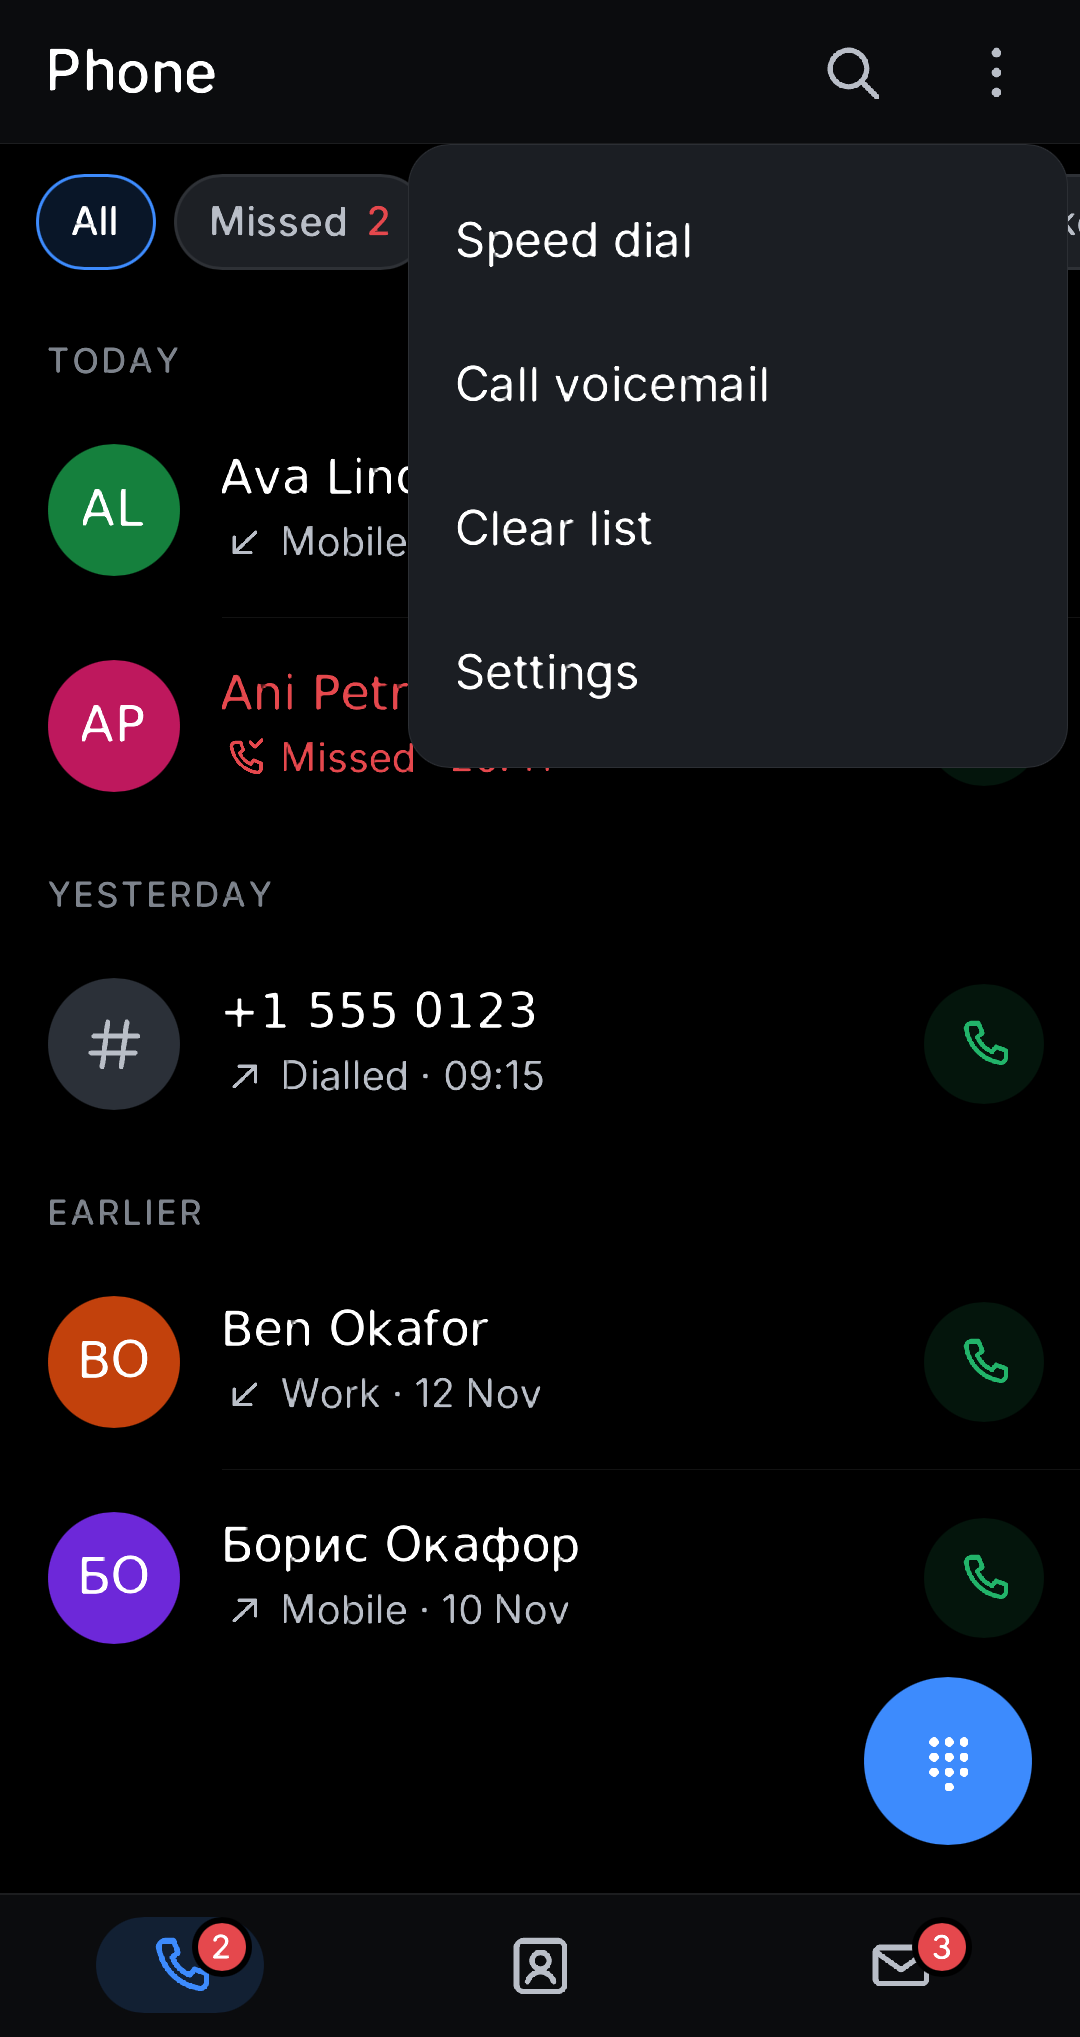 Phone
All
Missed 2
Speed dial
Call voicemail
Clear list
Settings
TODAY
AL
Ava
Mobile
AP
Ani
Missed
YESTERDAY
#
+1 555 0123
Dialled · 09:15
EARLIER
BO
Ben Okafor
Work · 12 Nov
БО
Борис Окафор
Mobile · 10 Nov
2
3